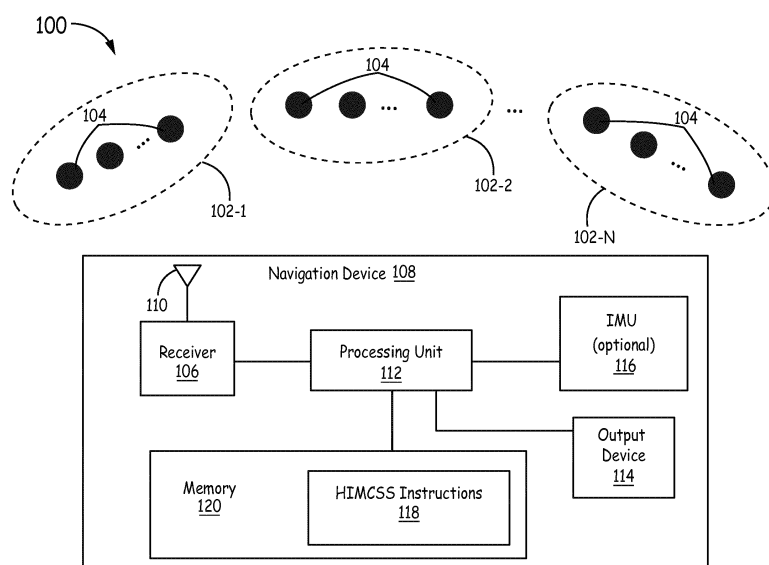 100
104
104
104
...
...
...
...
102-1
102-2
102-N
Navigation Device 108
110
Receiver
106
Processing Unit
112
IMU
(optional)
116
Output
Device
114
Memory
120
HIMCSS Instructions
118